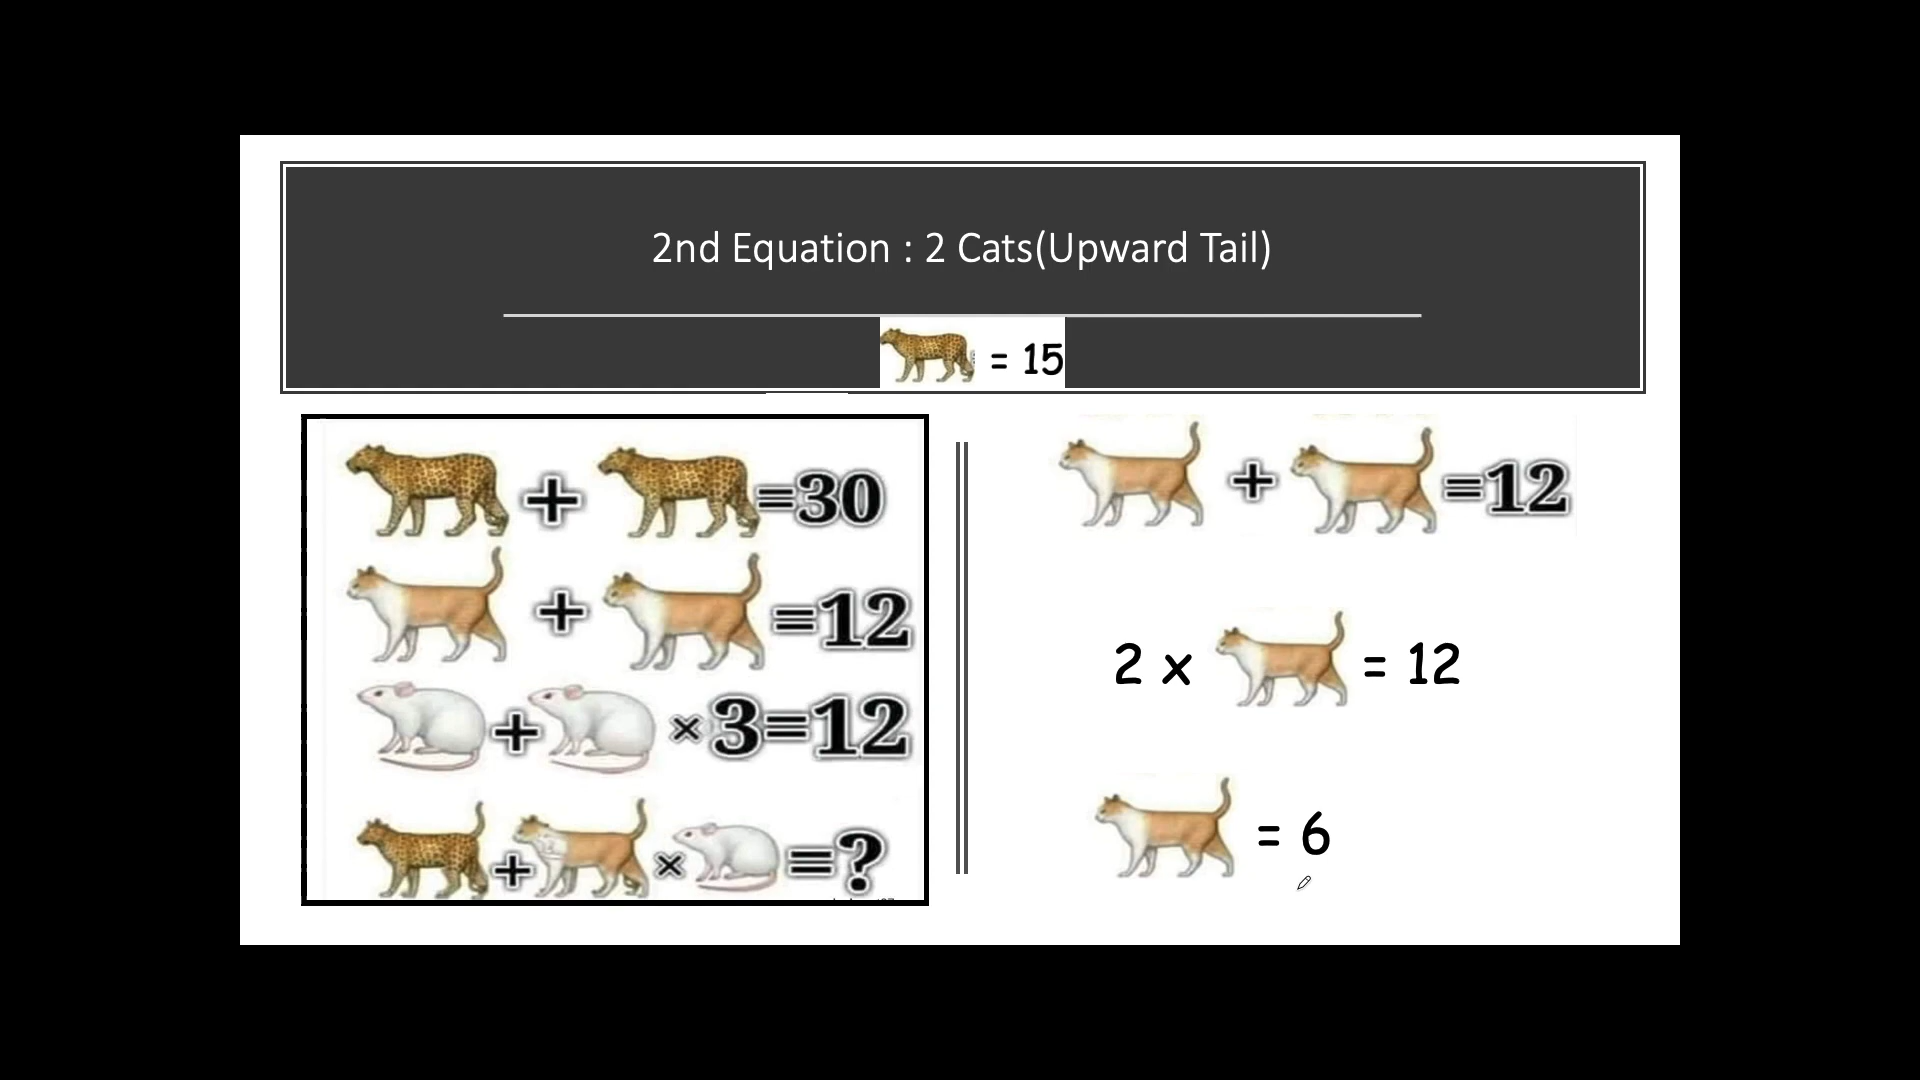 2nd Equation : 2 Cats(Upward Tail)
= 15
+ =30
+ =12
+ ×3=12
+ × =?
+ =12
2 x = 12
= 6